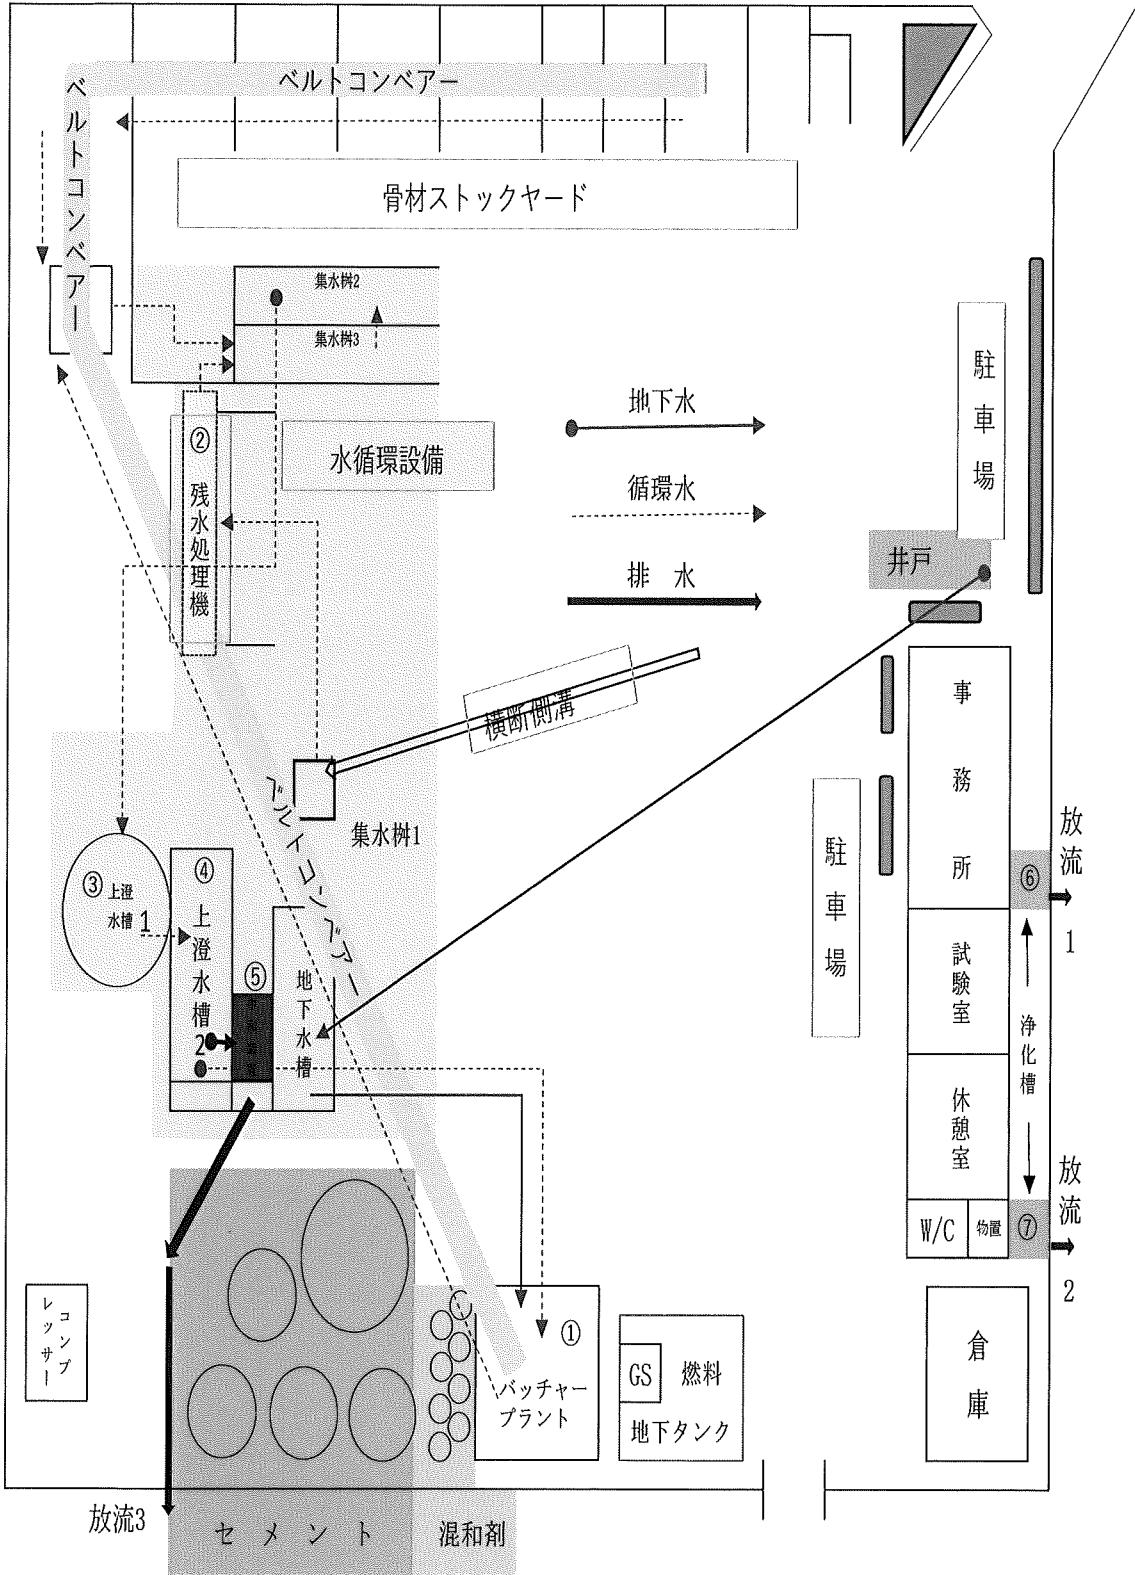 ベルトコンベアー
ベルトコンベアー
骨材ストックヤード
集水桝2
集水桝3
駐車場
地下水
水循環設備
② 残水処理機
循環水
井戸
排 水
横断側溝
事務所
ベルトコンベアー
集水桝1
駐車場
放流1
⑥
③ 上澄
水槽1
④ 上澄水槽2
⑤
地下水槽
試験室
浄化槽
休憩室
放流2
W/C
物置
⑦
コンプ
レッサー
①
バッチャー
プラント
GS
燃料
地下タンク
倉庫
放流3
セメント
混和剤